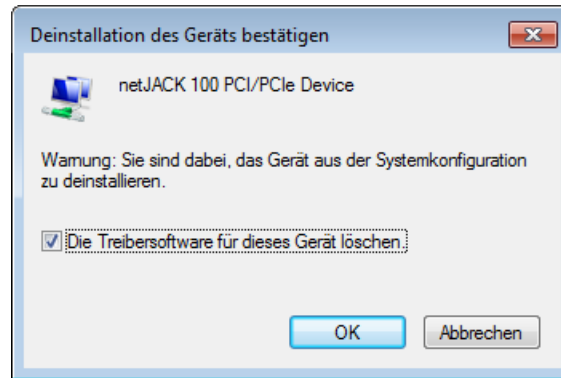 Deinstallation des Geräts bestätigen
netJACK 100 PCI/PCIe Device
Warnung: Sie sind dabei, das Gerät aus der Systemkonfiguration
zu deinstallieren.
Die Treibersoftware für dieses Gerät löschen.
OK
Abbrechen